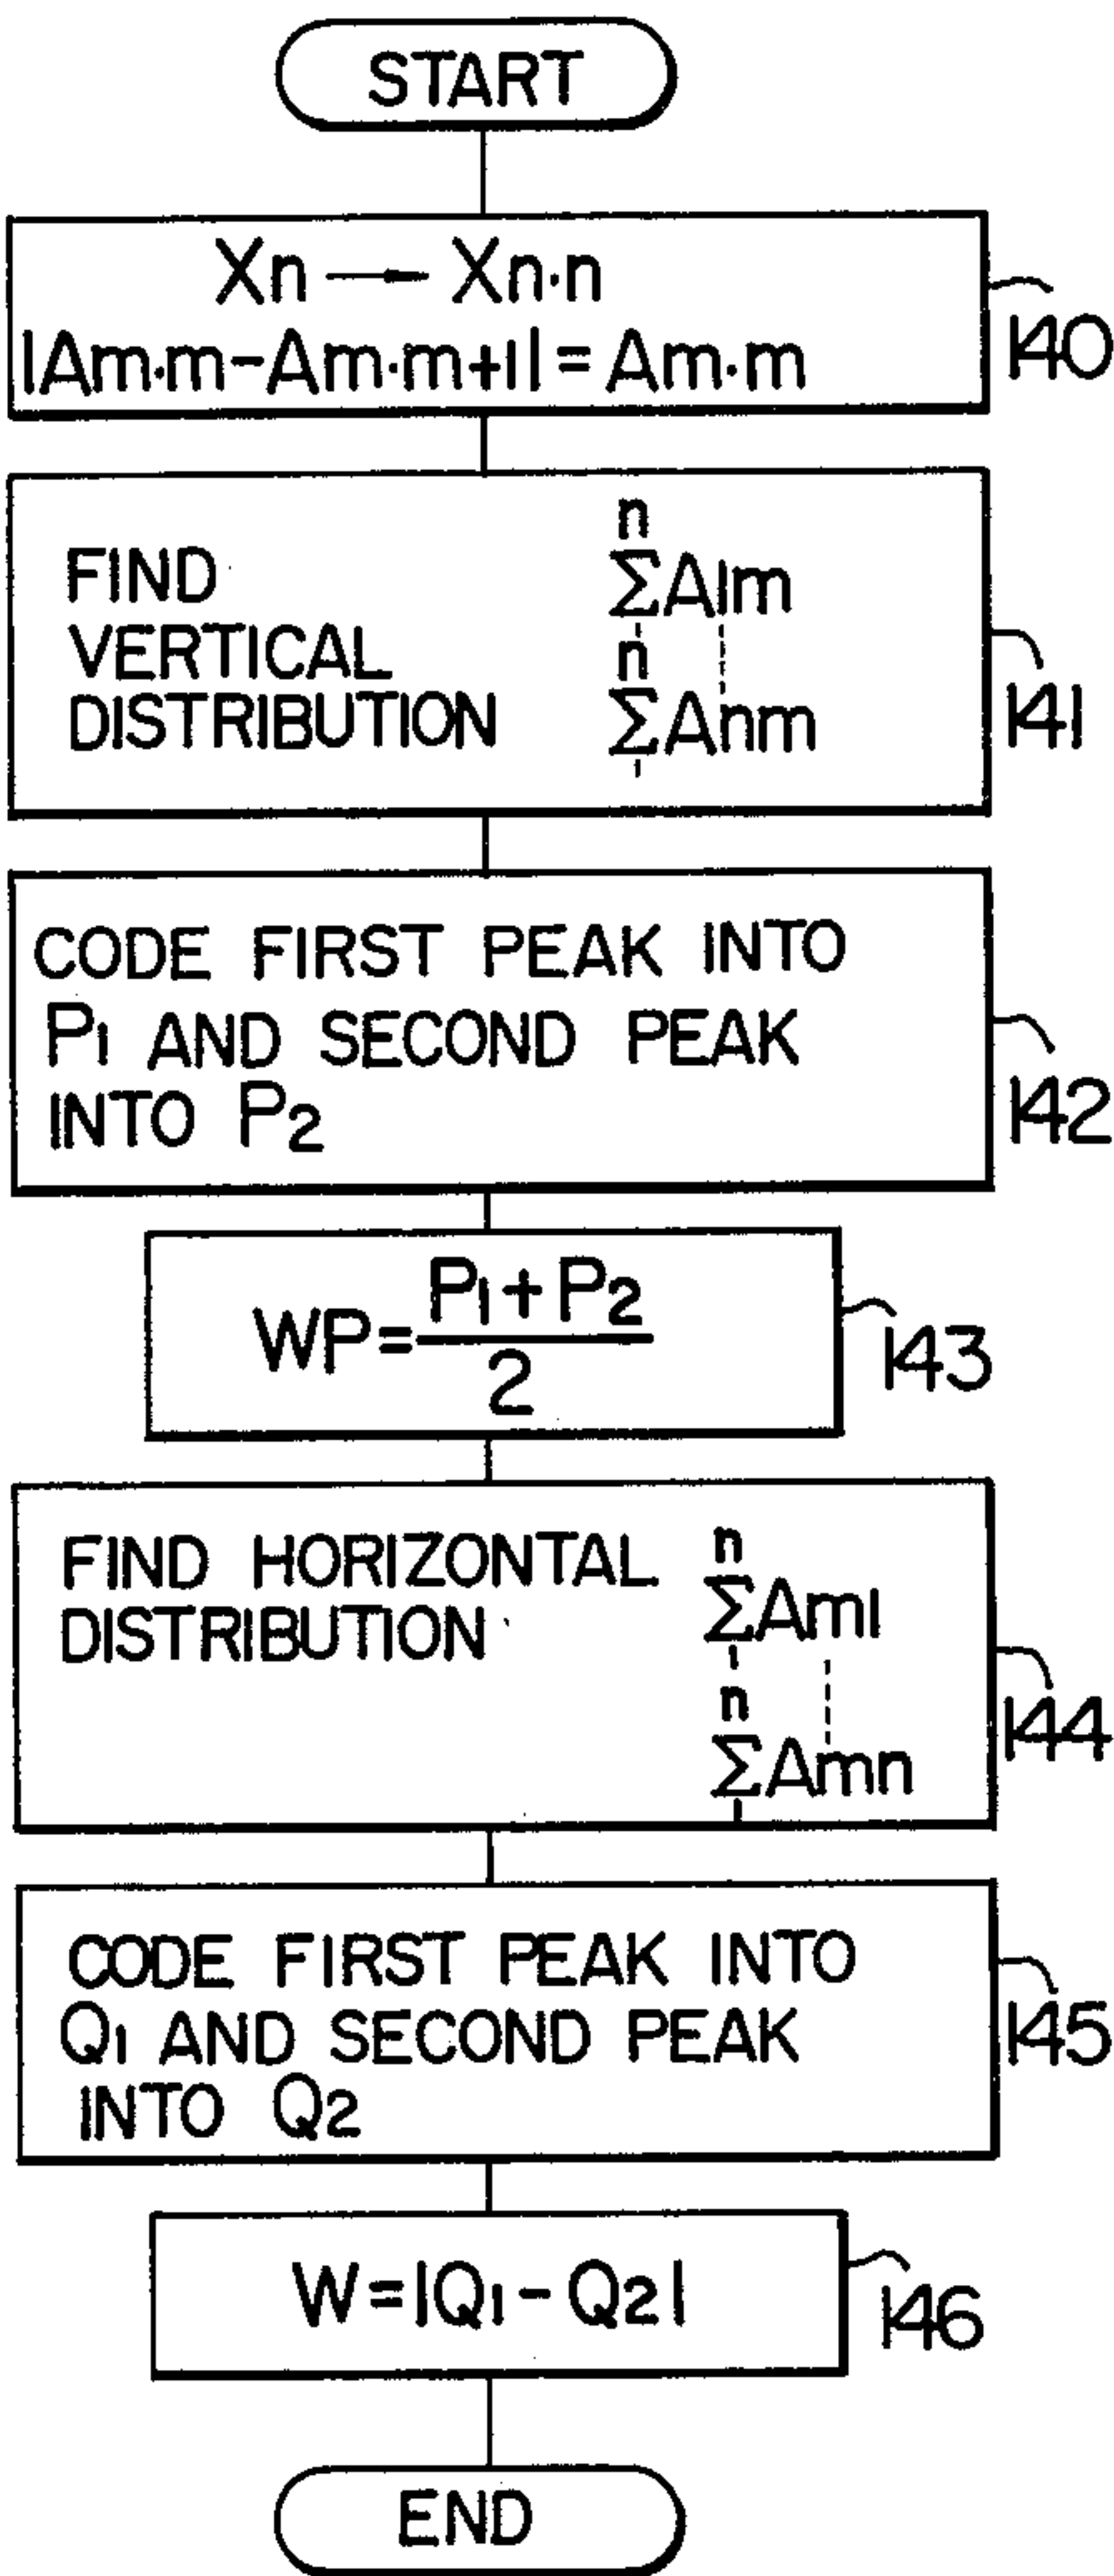 START
Xn → Xn·n
|Am·m-Am·m+1| = Am·m
140
FIND
VERTICAL
DISTRIBUTION
n
ΣA1m
n
ΣAnm
141
CODE FIRST PEAK INTO
P1 AND SECOND PEAK
INTO P2
142
WP=(P1+P2)/2
143
FIND HORIZONTAL
DISTRIBUTION
n
ΣAm1
n
ΣAmn
144
CODE FIRST PEAK INTO
Q1 AND SECOND PEAK
INTO Q2
145
W=|Q1-Q2|
146
END